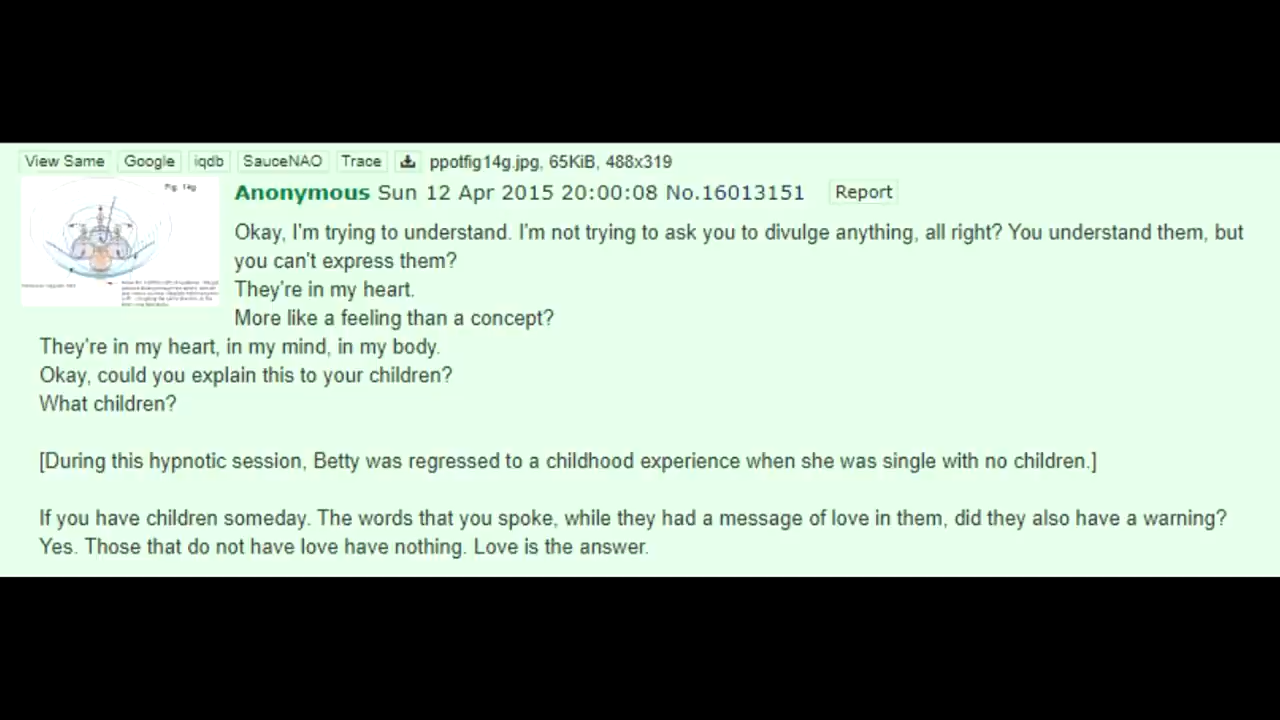 View Same Google iqdb SauceNAO Trace ppotfig14g.jpg, 65KiB, 488x319
Fig. 14g
Anonymous Sun 12 Apr 2015 20:00:08 No.16013151 Report
Okay, I'm trying to understand. I'm not trying to ask you to divulge anything, all right? You understand them, but
you can't express them?
They're in my heart.
More like a feeling than a concept?
They're in my heart, in my mind, in my body.
Okay, could you explain this to your children?
What children?
[During this hypnotic session, Betty was regressed to a childhood experience when she was single with no children.]
If you have children someday. The words that you spoke, while they had a message of love in them, did they also have a warning?
Yes. Those that do not have love have nothing. Love is the answer.